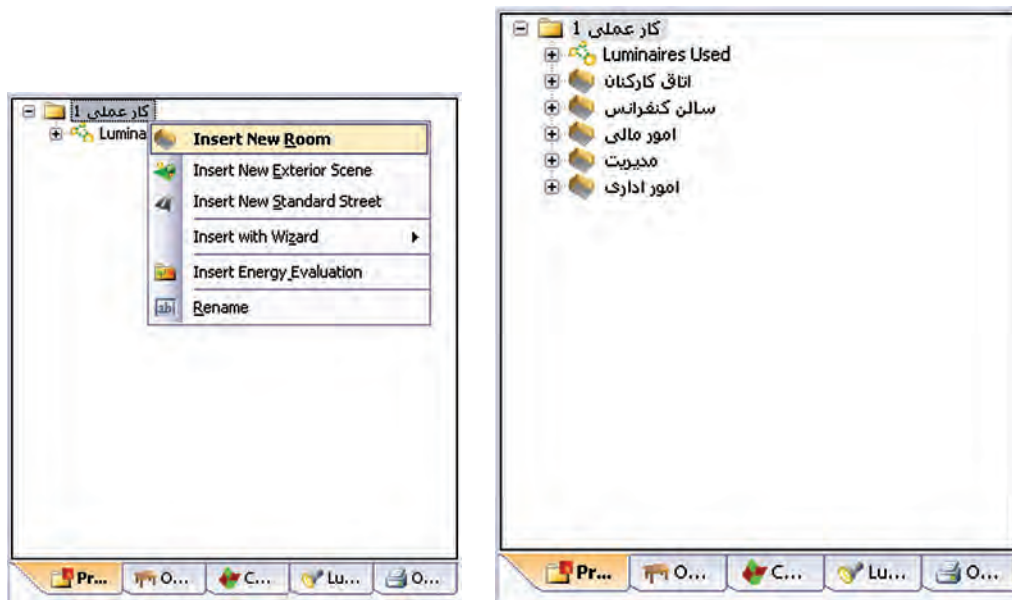 کار عملی 1
Lumina
Insert New Room
Insert New Exterior Scene
Insert New Standard Street
Insert with Wizard
Insert Energy Evaluation
Rename
Pr... O... C... Lu... O...
کار عملی 1
Luminaires Used
اتاق کارکنان
سالن کنفرانس
امور مالی
مدیریت
امور اداری
Pr... O... C... Lu... O...